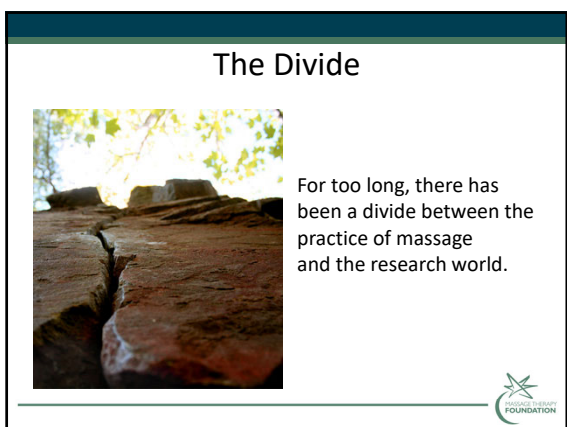 The Divide
For too long, there has
been a divide between the
practice of massage
and the research world.
MASSAGE THERAPY
FOUNDATION